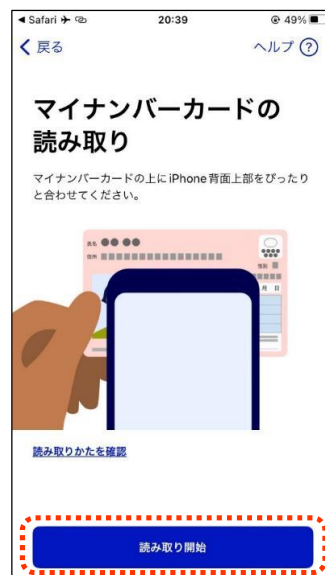 Safari
20:39
49%
戻る
ヘルプ ?
マイナンバーカードの
読み取り
マイナンバーカードの上にiPhone背面上部をぴったり
と合わせてください。
氏名
住所
性別
月 日
読み取りかたを確認
読み取り開始